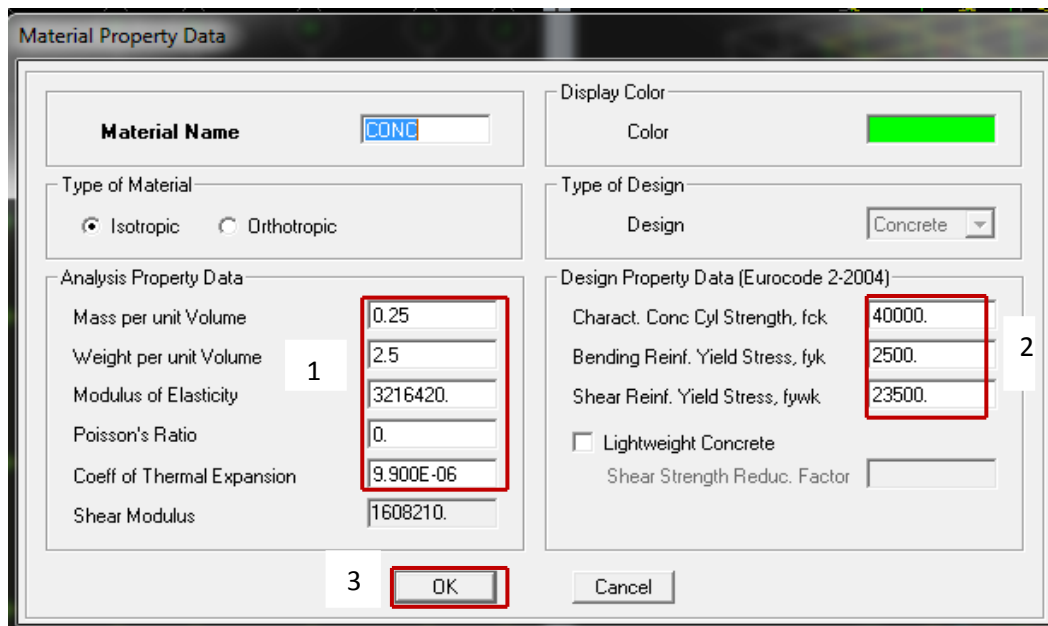 Material Property Data
Material Name CONC
Display Color
Color
Type of Material
Isotropic Orthotropic
Type of Design
Design Concrete
Analysis Property Data
Mass per unit Volume 0.25
Weight per unit Volume 2.5
1
Modulus of Elasticity 3216420.
Poisson's Ratio 0.
Coeff of Thermal Expansion 9.900E-06
Shear Modulus 1608210.
Design Property Data (Eurocode 2-2004)
Charact. Conc Cyl Strength, fck 40000.
Bending Reinf. Yield Stress, fyk 2500.
2
Shear Reinf. Yield Stress, fywk 23500.
Lightweight Concrete
Shear Strength Reduc. Factor
3 OK Cancel